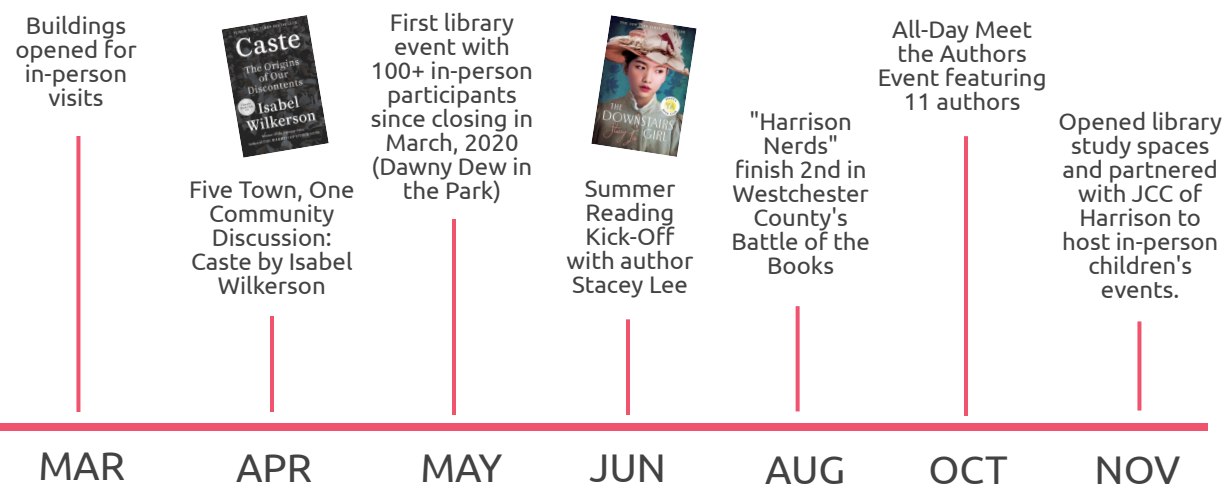 Buildings
opened for
in-person
visits
Caste
The Origins
of Our
Discontents
Isabel
Wilkerson
Five Town, One
Community
Discussion:
Caste by Isabel
Wilkerson
First library
event with
100+ in-person
participants
since closing in
March, 2020
(Dawny Dew in
the Park)
THE
DOWNSTAIRS
GIRL
Summer
Reading
Kick-Off
with author
Stacey Lee
"Harrison
Nerds"
finish 2nd in
Westchester
County's
Battle of the
Books
All-Day Meet
the Authors
Event featuring
11 authors
Opened library
study spaces
and partnered
with JCC of
Harrison to
host in-person
children's
events.
MAR
APR
MAY
JUN
AUG
OCT
NOV